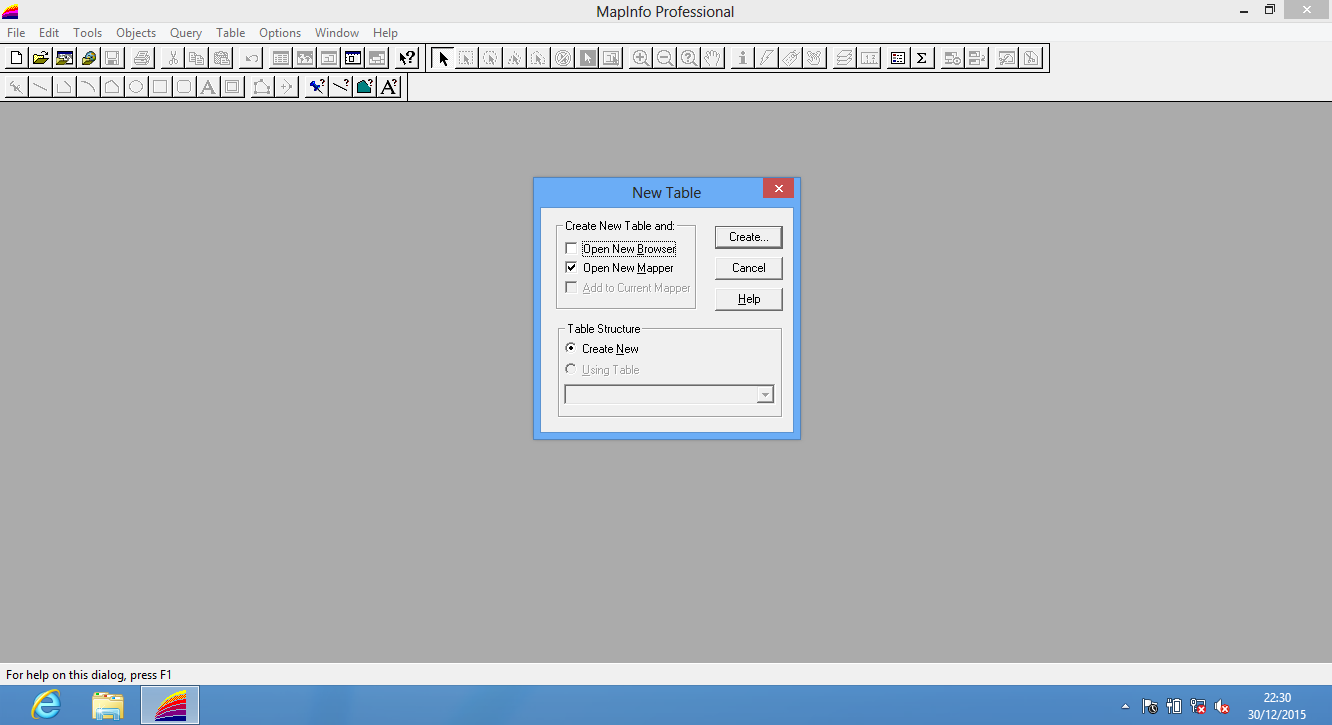 MapInfo Professional
File Edit Tools Objects Query Table Options Window Help
New Table
Create New Table and:
Open New Browser
Open New Mapper
Add to Current Mapper
Create...
Cancel
Help
Table Structure
Create New
Using Table
For help on this dialog, press F1
22:30
30/12/2015